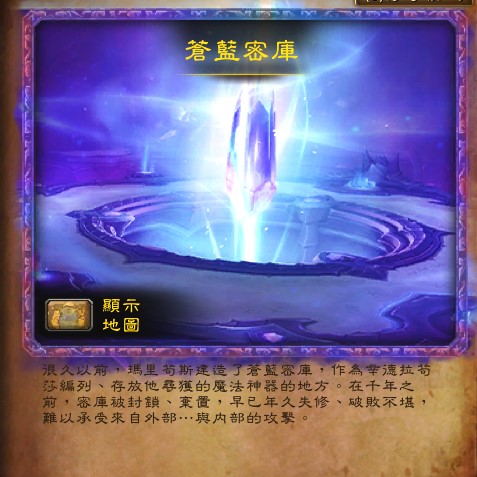 蒼藍密庫
顯示
地圖
很久以前，瑪里苟斯建造了蒼藍密庫，作為辛德拉苟
莎編列、存放他尋獲的魔法神器的地方。在千年之
前，密庫被封鎖、棄置，早已年久失修、破敗不堪，
難以承受來自外部…與內部的攻擊。